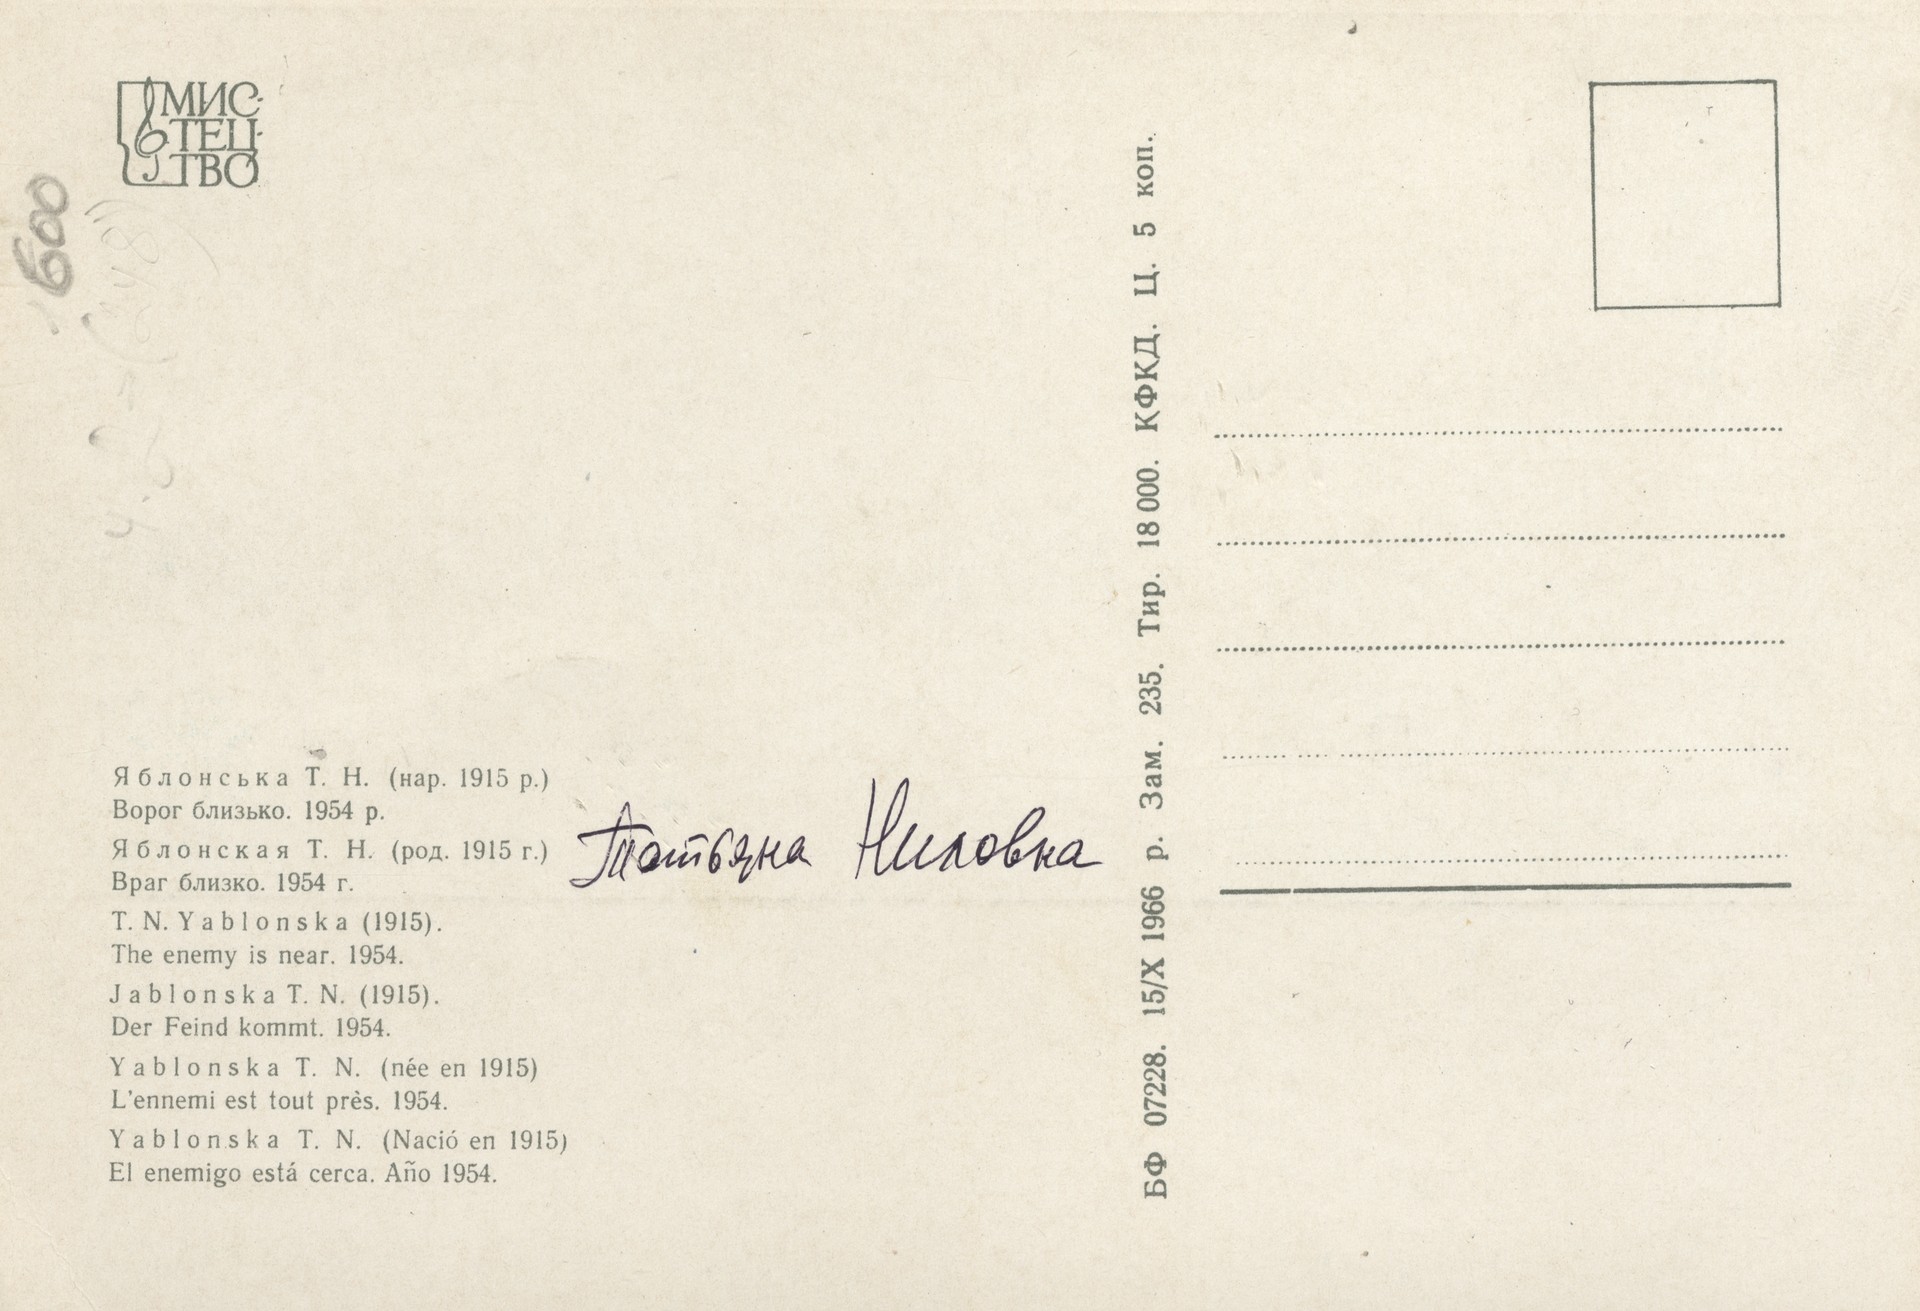 МИС-
ТЕЦ-
ТВО
600
Яблонська Т. Н. (нар. 1915 р.)
Ворог близько. 1954 р.
Яблонская Т. Н. (род. 1915 г.)
Враг близко. 1954 г.
Татьяна Ниловна
T. N. Yablonska (1915).
The enemy is near. 1954.
Jablonska T. N. (1915).
Der Feind kommt. 1954.
Yablonska T. N. (née en 1915)
L'ennemi est tout près. 1954.
Yablonska T. N. (Nació en 1915)
El enemigo está cerca. Año 1954.
БФ 07228. 15/X 1966 р. Зам. 235. Тир. 18 000. КФКД. Ц. 5 коп.